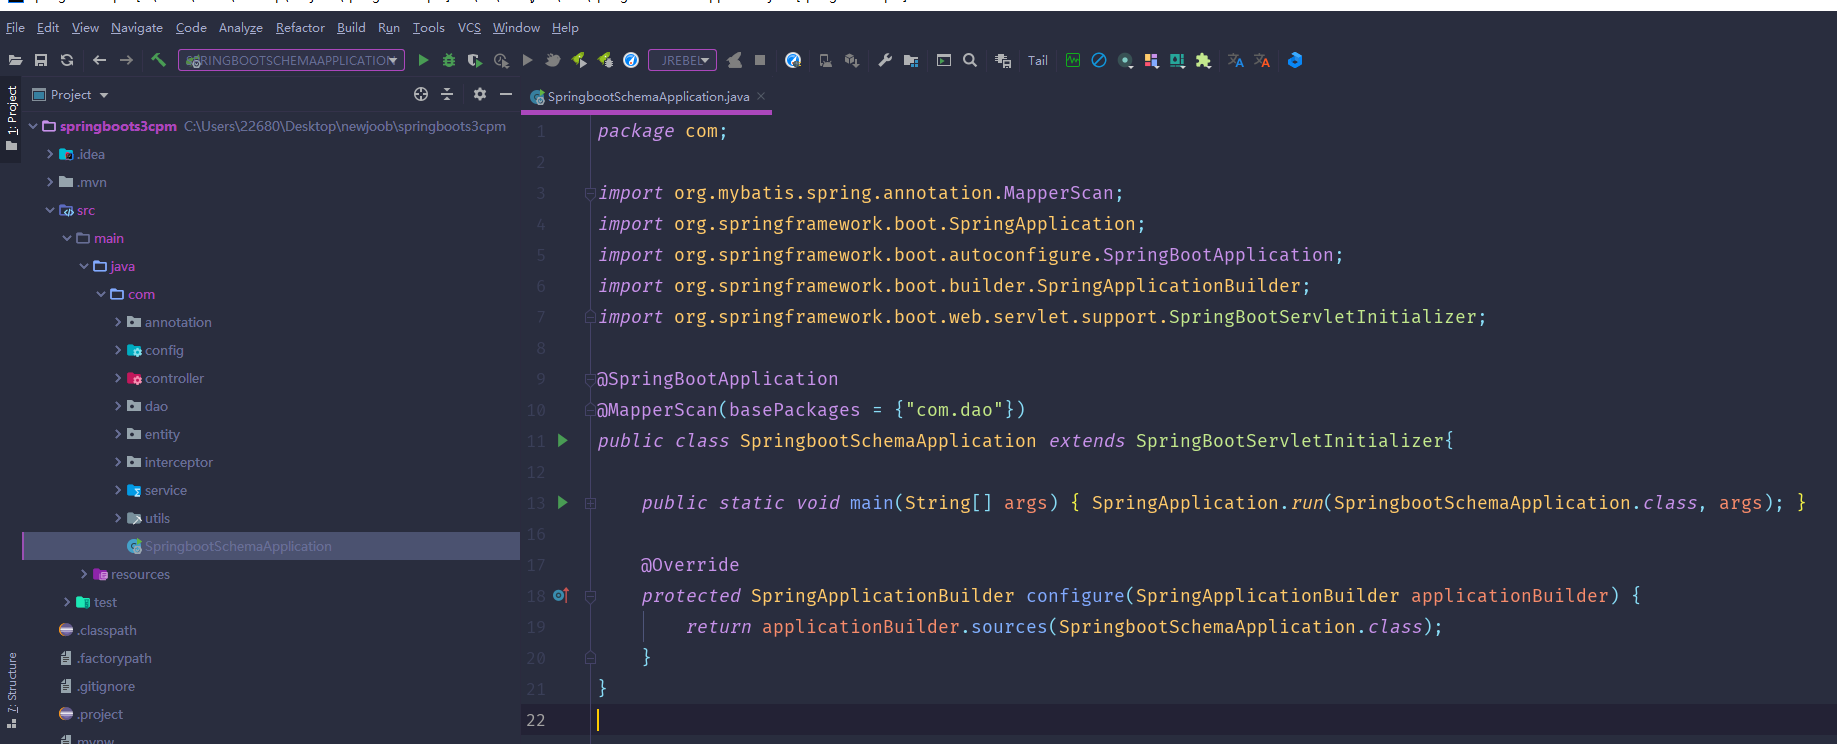 File Edit View Navigate Code Analyze Refactor Build Run Tools VCS Window Help
JREBEL Tail
1: Project
Project
SpringbootSchemaApplication.java
springboots3cpm C:\Users\22680\Desktop\newjoob\springboots3cpm
.idea
.mvn
src
main
java
com
annotation
config
controller
dao
entity
interceptor
service
utils
SpringbootSchemaApplication
resources
test
.classpath
.factorypath
.gitignore
.project
7: Structure
1 package com;
2
3 import org.mybatis.spring.annotation.MapperScan;
4 import org.springframework.boot.SpringApplication;
5 import org.springframework.boot.autoconfigure.SpringBootApplication;
6 import org.springframework.boot.builder.SpringApplicationBuilder;
7 import org.springframework.boot.web.servlet.support.SpringBootServletInitializer;
8
9 @SpringBootApplication
10 @MapperScan(basePackages = {"com.dao"})
11 public class SpringbootSchemaApplication extends SpringBootServletInitializer{
12
13 public static void main(String[] args) { SpringApplication.run(SpringbootSchemaApplication.class, args); }
16
17 @Override
18 protected SpringApplicationBuilder configure(SpringApplicationBuilder applicationBuilder) {
19 return applicationBuilder.sources(SpringbootSchemaApplication.class);
20 }
21 }
22